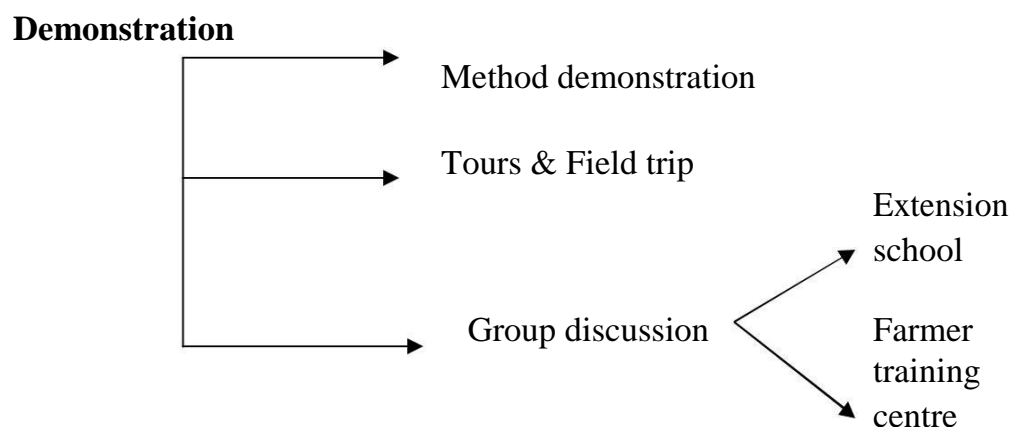 Demonstration
Method demonstration
Tours & Field trip
Group discussion
Extension
school
Farmer
training
centre